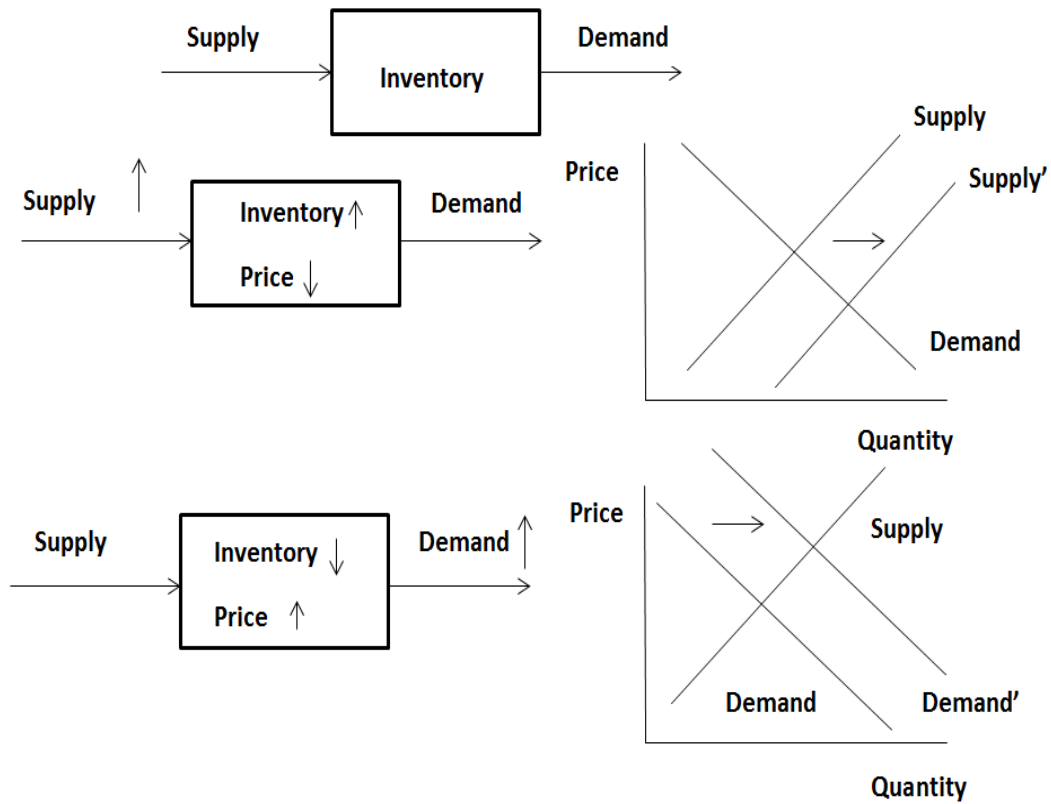 Supply
Inventory
Demand
Supply
Inventory
Price
Demand
Price
Supply
Supply’
Demand
Quantity
Supply
Inventory
Price
Demand
Price
Supply
Demand
Demand’
Quantity